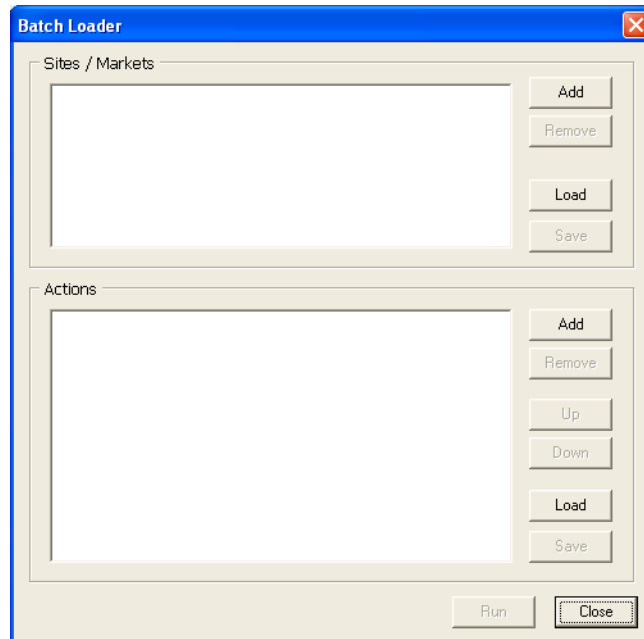 Batch Loader
Sites / Markets
Add
Remove
Load
Save
Actions
Add
Remove
Up
Down
Load
Save
Run
Close